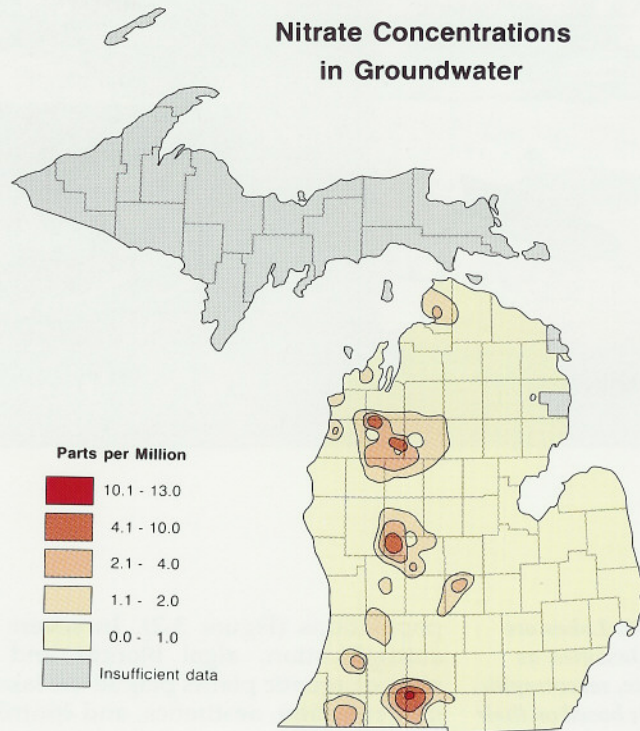 Nitrate Concentrations
in Groundwater
Parts per Million
10.1 - 13.0
4.1 - 10.0
2.1 - 4.0
1.1 - 2.0
0.0 - 1.0
Insufficient data